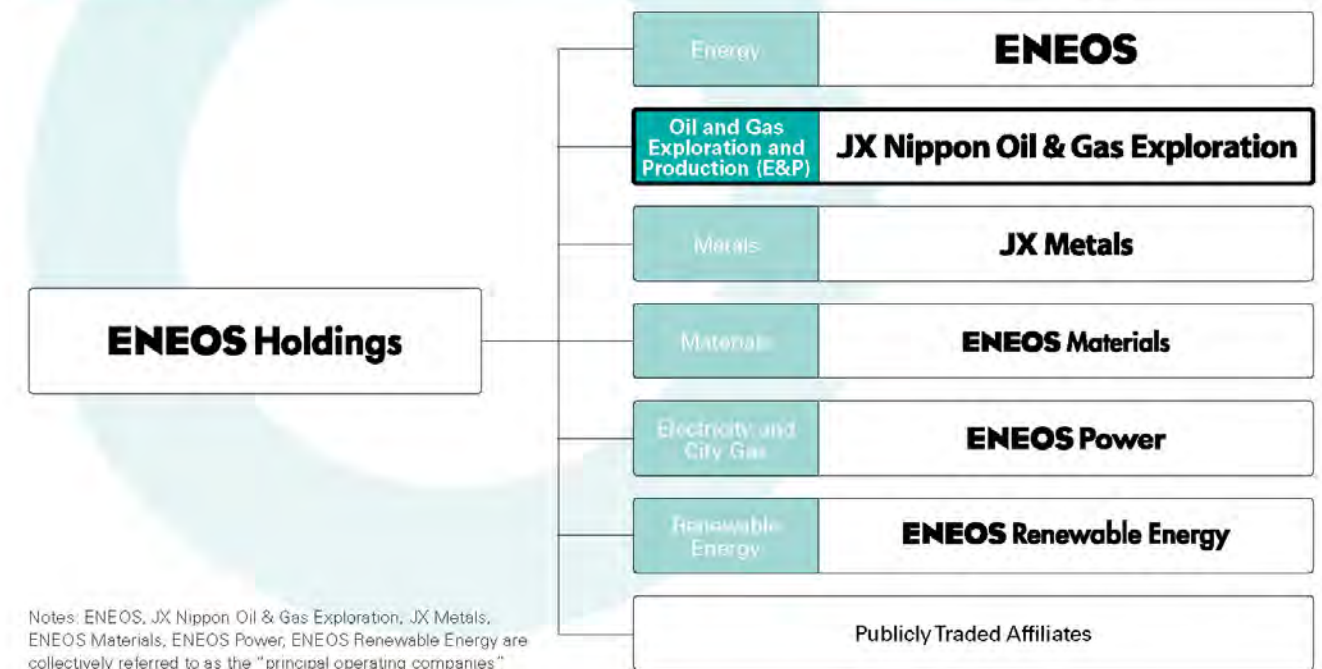 Energy
ENEOS
Oil and Gas
Exploration and
Production (E&P)
JX Nippon Oil & Gas Exploration
Metals
JX Metals
ENEOS Holdings
Materials
ENEOS Materials
Electricity and
City Gas
ENEOS Power
Renewable
Energy
ENEOS Renewable Energy
Publicly Traded Affiliates
Notes: ENEOS, JX Nippon Oil & Gas Exploration, JX Metals,
ENEOS Materials, ENEOS Power, ENEOS Renewable Energy are
collectively referred to as the "principal operating companies"